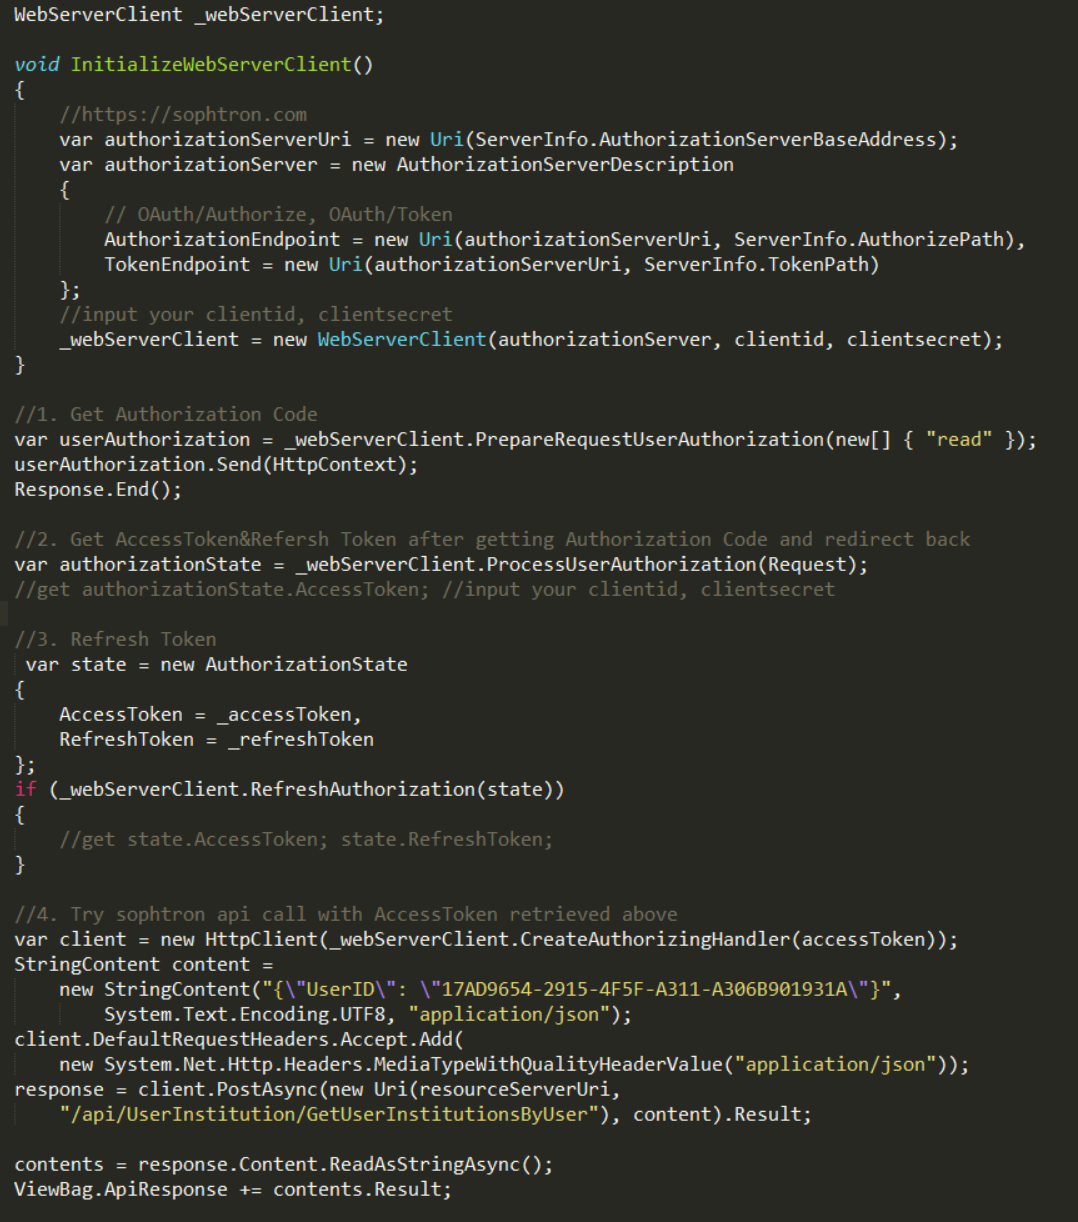 WebServerClient _webServerClient;
void InitializeWebServerClient()
{
//https://sophtron.com
var authorizationServerUri = new Uri(ServerInfo.AuthorizationServerBaseAddress);
var authorizationServer = new AuthorizationServerDescription
{
// OAuth/Authorize, OAuth/Token
AuthorizationEndpoint = new Uri(authorizationServerUri, ServerInfo.AuthorizePath),
TokenEndpoint = new Uri(authorizationServerUri, ServerInfo.TokenPath)
};
//input your clientid, clientsecret
_webServerClient = new WebServerClient(authorizationServer, clientid, clientsecret);
}
//1. Get Authorization Code
var userAuthorization = _webServerClient.PrepareRequestUserAuthorization(new[] { "read" });
userAuthorization.Send(HttpContext);
Response.End();
//2. Get AccessToken&Refersh Token after getting Authorization Code and redirect back
var authorizationState = _webServerClient.ProcessUserAuthorization(Request);
//get authorizationState.AccessToken; //input your clientid, clientsecret
//3. Refresh Token
var state = new AuthorizationState
{
AccessToken = _accessToken,
RefreshToken = _refreshToken
};
if (_webServerClient.RefreshAuthorization(state))
{
//get state.AccessToken; state.RefreshToken;
}
//4. Try sophtron api call with AccessToken retrieved above
var client = new HttpClient(_webServerClient.CreateAuthorizingHandler(accessToken));
StringContent content =
new StringContent("{\"UserID\": \"17AD9654-2915-4F5F-A311-A306B901931A\"}",
System.Text.Encoding.UTF8, "application/json");
client.DefaultRequestHeaders.Accept.Add(
new System.Net.Http.Headers.MediaTypeWithQualityHeaderValue("application/json"));
response = client.PostAsync(new Uri(resourceServerUri,
"/api/UserInstitution/GetUserInstitutionsByUser"), content).Result;
contents = response.Content.ReadAsStringAsync();
ViewBag.ApiResponse += contents.Result;